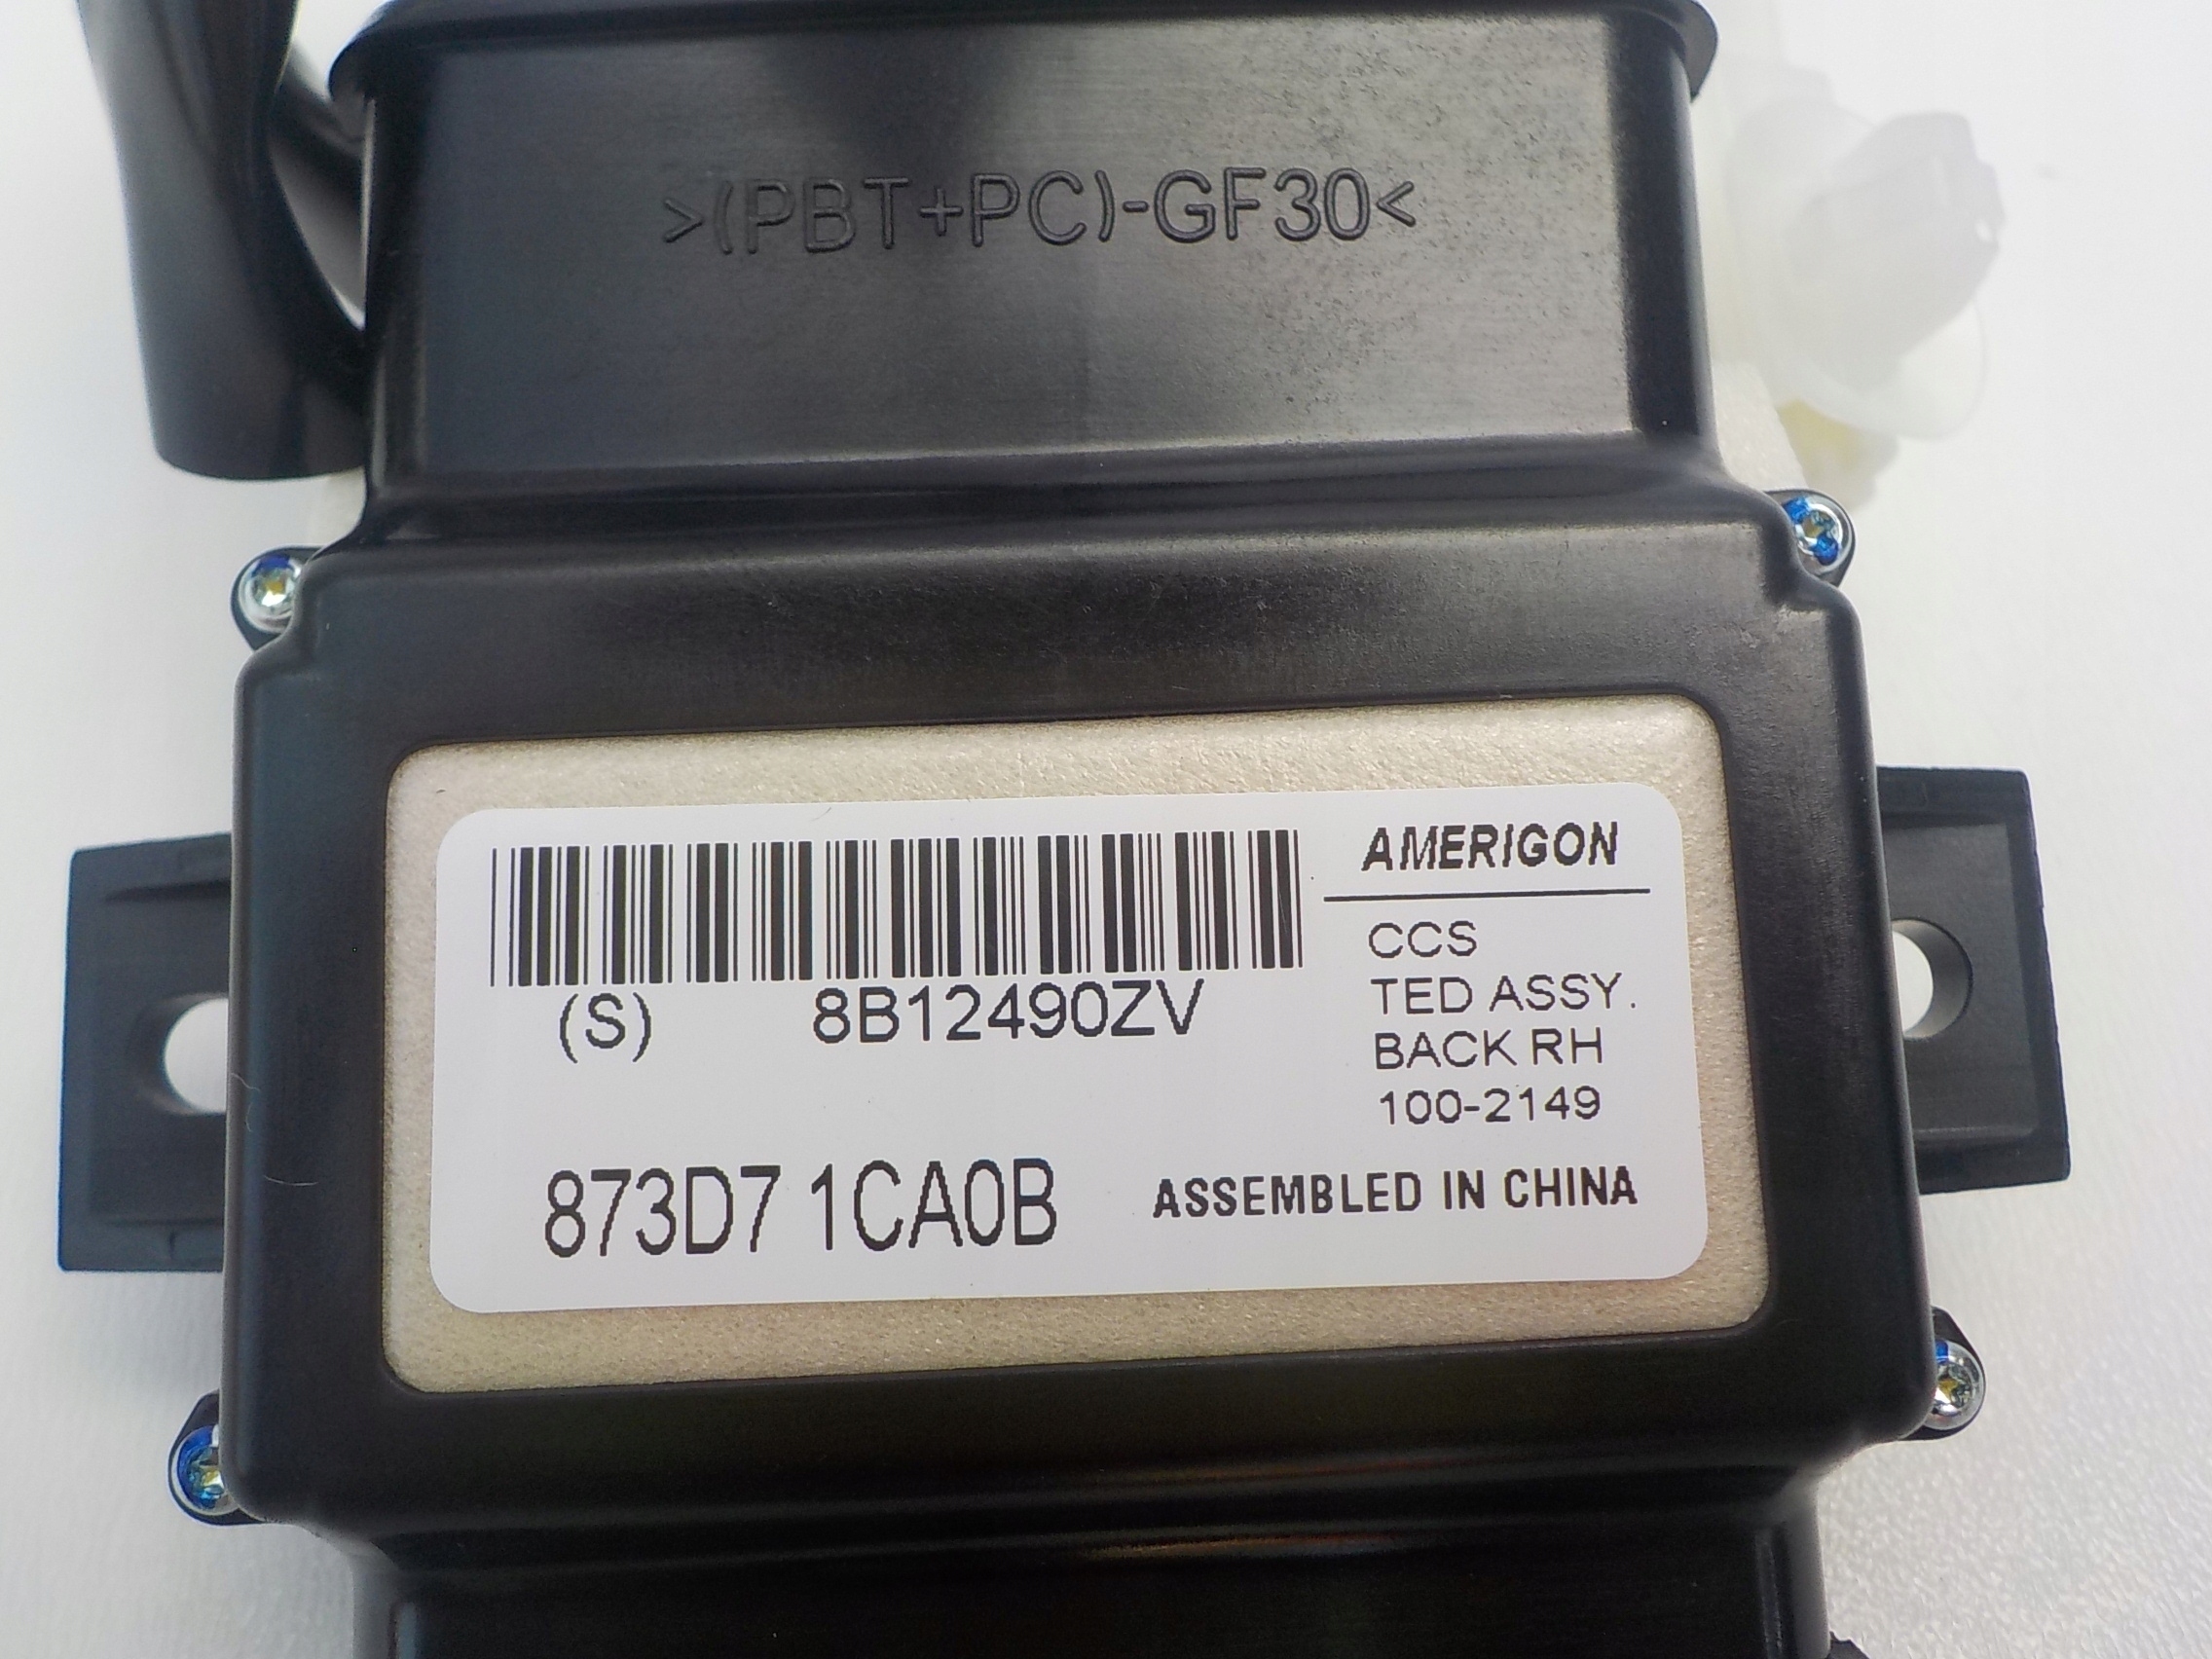 >(PBT+PC)-GF30<
AMERIGON
CCS
TED ASSY.
BACK RH
100-2149
(S) 8B12490ZV
873D7 1CA0B
ASSEMBLED IN CHINA